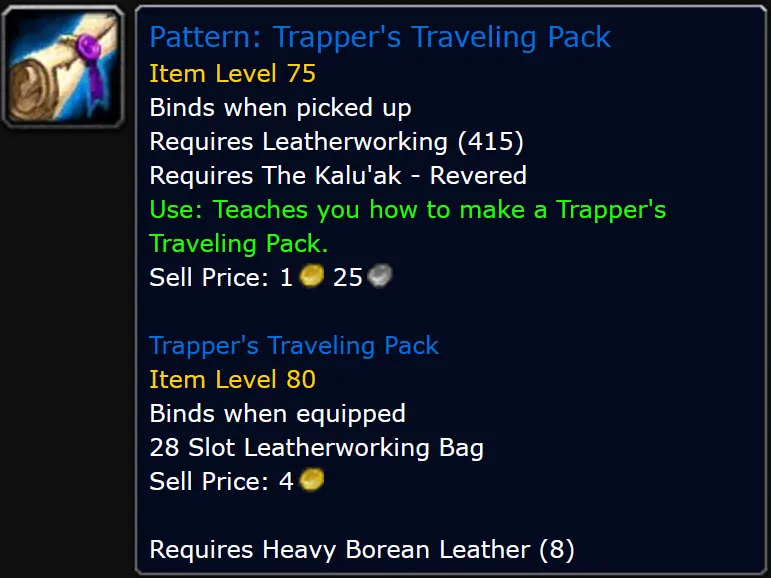 Pattern: Trapper's Traveling Pack
Item Level 75
Binds when picked up
Requires Leatherworking (415)
Requires The Kalu'ak - Revered
Use: Teaches you how to make a Trapper's
Traveling Pack.
Sell Price: 1 25
Trapper's Traveling Pack
Item Level 80
Binds when equipped
28 Slot Leatherworking Bag
Sell Price: 4
Requires Heavy Borean Leather (8)